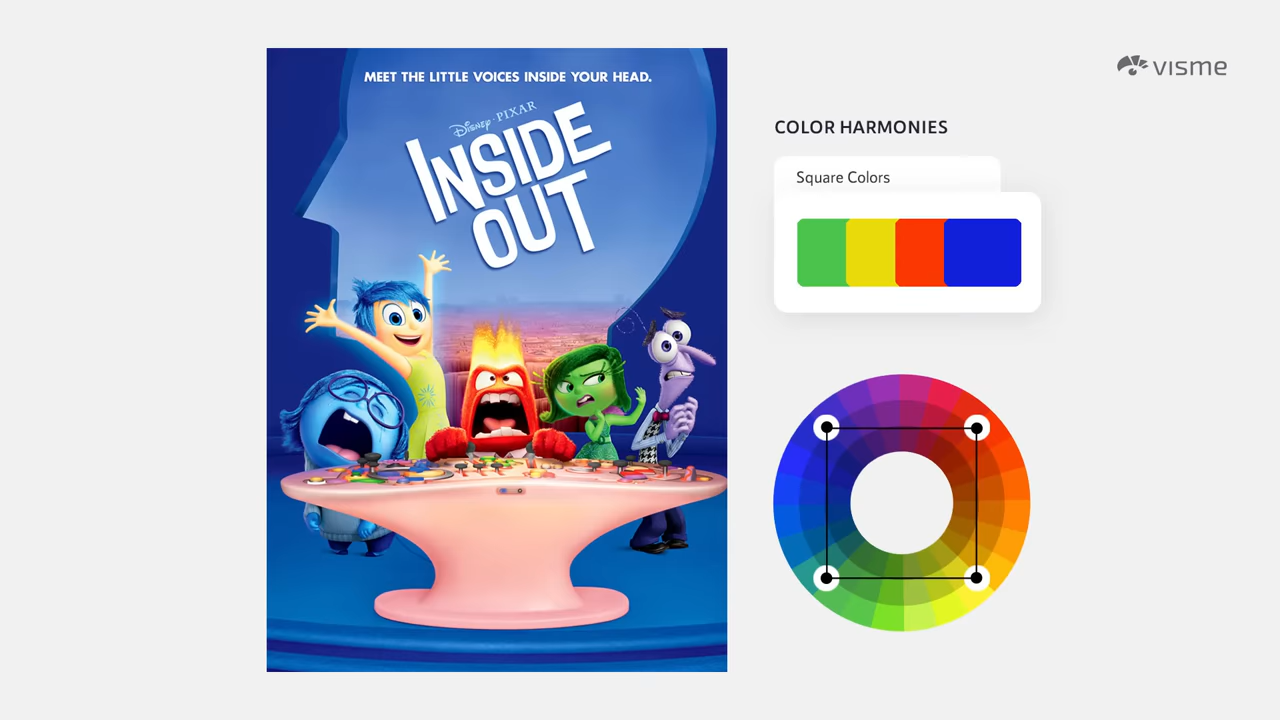 MEET THE LITTLE VOICES INSIDE YOUR HEAD.
Disney · PIXAR
INSIDE
OUT
visme
COLOR HARMONIES
Square Colors